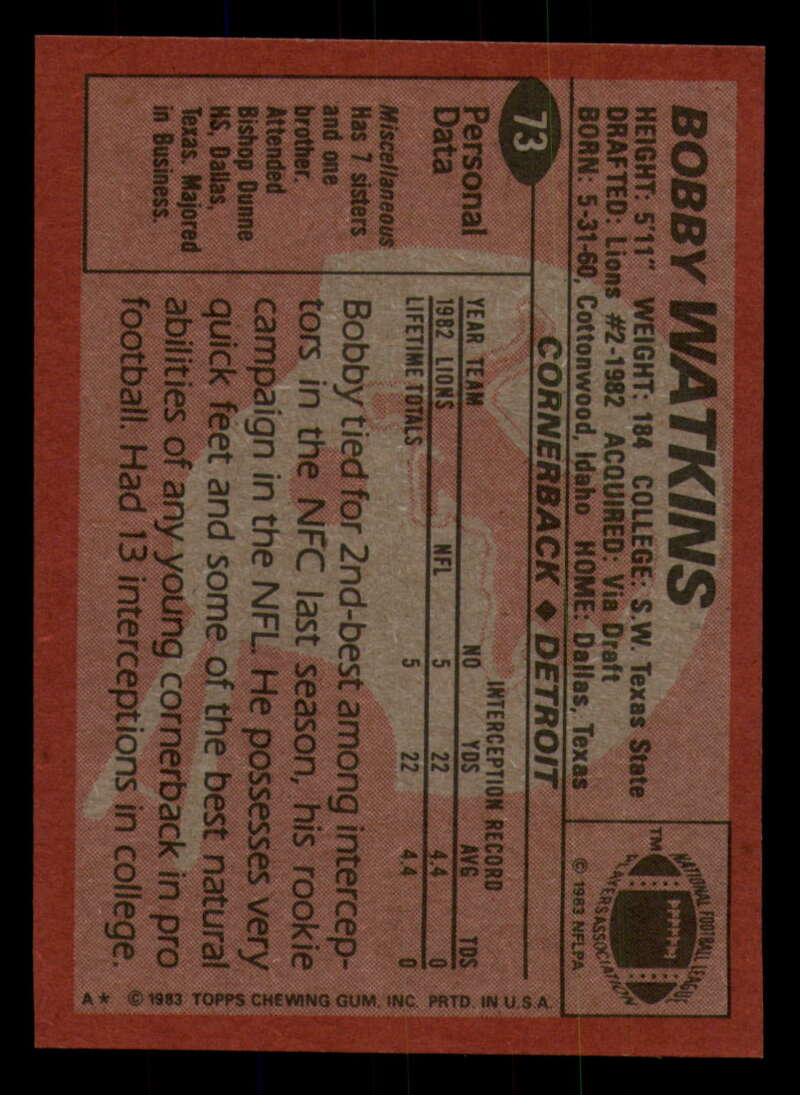 BOBBY WATKINS
HEIGHT: 5'11" WEIGHT: 184 COLLEGE: S.W. Texas State
DRAFTED: Lions #2-1982 ACQUIRED: Via Draft
BORN: 5-31-60, Cottonwood, Idaho HOME: Dallas, Texas
NATIONAL FOOTBALL LEAGUE
PLAYERS ASSOCIATION
TM
© 1983 NFLPA
73
CORNERBACK ♦ DETROIT
Personal
Data
Miscellaneous
Has 7 sisters
and one
brother.
Attended
Bishop Dunne
HS, Dallas,
Texas. Majored
in Business.
INTERCEPTION RECORD
YEAR TEAM NO YDS AVG TDS
1982 LIONS NFL 5 22 4.4 0
LIFETIME TOTALS 5 22 4.4 0
Bobby tied for 2nd-best among intercep-
tors in the NFC last season, his rookie
campaign in the NFL. He possesses very
quick feet and some of the best natural
abilities of any young cornerback in pro
football. Had 13 interceptions in college.
A* © 1983 TOPPS CHEWING GUM, INC. PRTD. IN U.S.A.